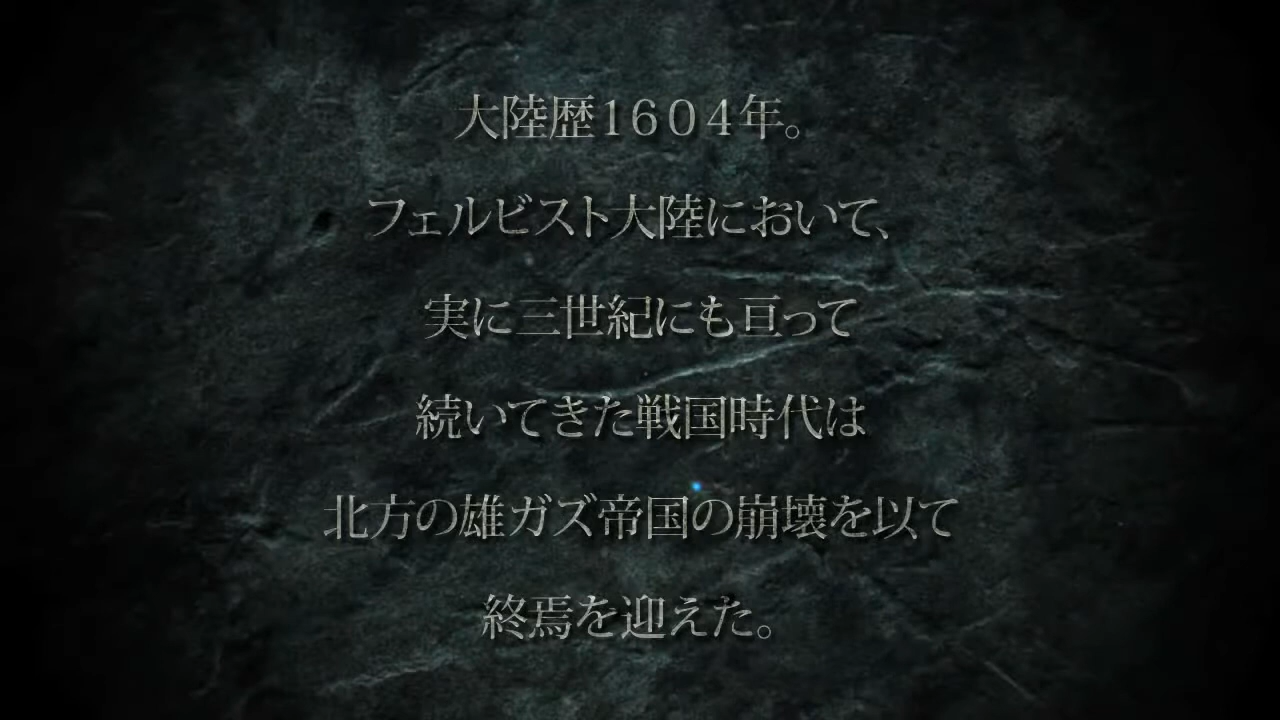 大陸歴１６０４年。
フェルビスト大陸において、
実に三世紀にも亘って
続いてきた戦国時代は
北方の雄ガズ帝国の崩壊を以て
終焉を迎えた。